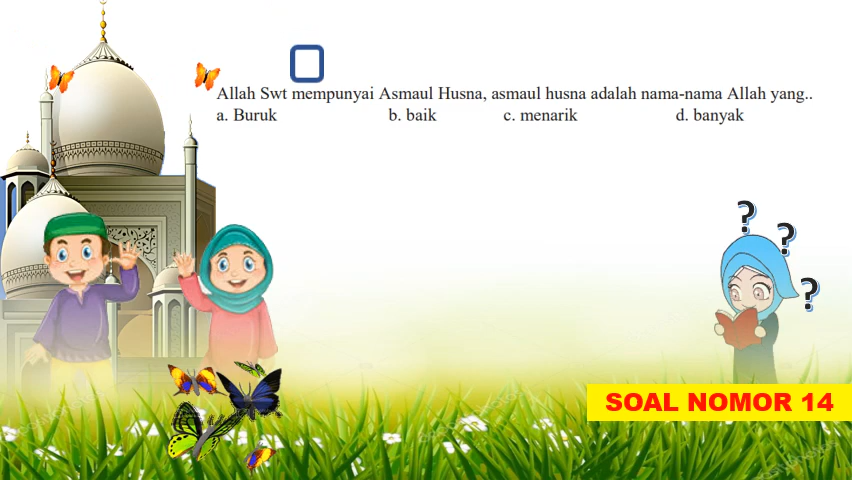 Allah Swt mempunyai Asmaul Husna, asmaul husna adalah nama-nama Allah yang..
a. Buruk b. baik c. menarik d. banyak
?
?
?
SOAL NOMOR 14